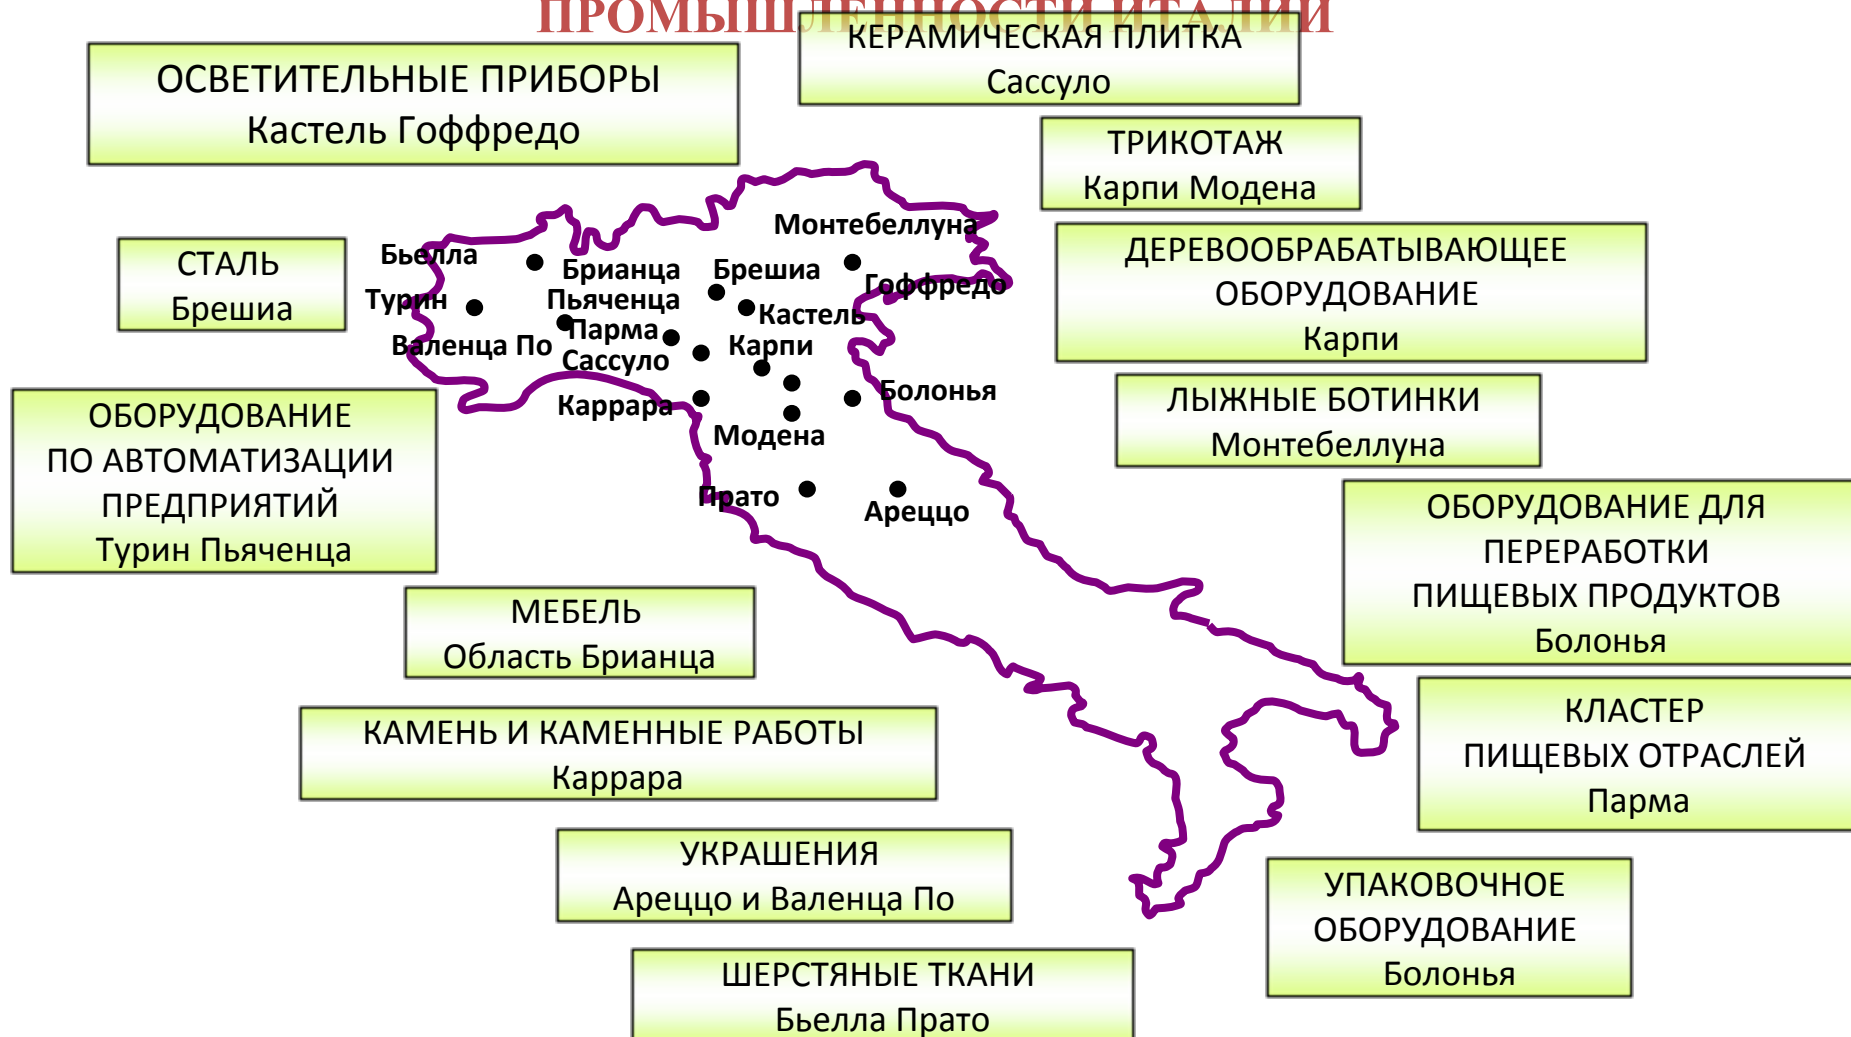 ПРОМЫШЛЕННОСТИ ИТАЛИИ
КЕРАМИЧЕСКАЯ ПЛИТКА
Сассуло
ОСВЕТИТЕЛЬНЫЕ ПРИБОРЫ
Кастель Гоффредо
ТРИКОТАЖ
Карпи Модена
СТАЛЬ
Брешиа
ДЕРЕВООБРАБАТЫВАЮЩЕЕ
ОБОРУДОВАНИЕ
Карпи
Монтебеллуна
Бьелла
Брианца
Брешиа
Гоффредо
Турин
Пьяченца
Кастель
Парма
Валенца По
Карпи
Сассуло
Каррара
Болонья
Модена
Прато
Ареццо
ЛЫЖНЫЕ БОТИНКИ
Монтебеллуна
ОБОРУДОВАНИЕ
ПО АВТОМАТИЗАЦИИ
ПРЕДПРИЯТИЙ
Турин Пьяченца
ОБОРУДОВАНИЕ ДЛЯ
ПЕРЕРАБОТКИ
ПИЩЕВЫХ ПРОДУКТОВ
Болонья
МЕБЕЛЬ
Область Брианца
КЛАСТЕР
ПИЩЕВЫХ ОТРАСЛЕЙ
Парма
КАМЕНЬ И КАМЕННЫЕ РАБОТЫ
Каррара
УКРАШЕНИЯ
Ареццо и Валенца По
УПАКОВОЧНОЕ
ОБОРУДОВАНИЕ
Болонья
ШЕРСТЯНЫЕ ТКАНИ
Бьелла Прато